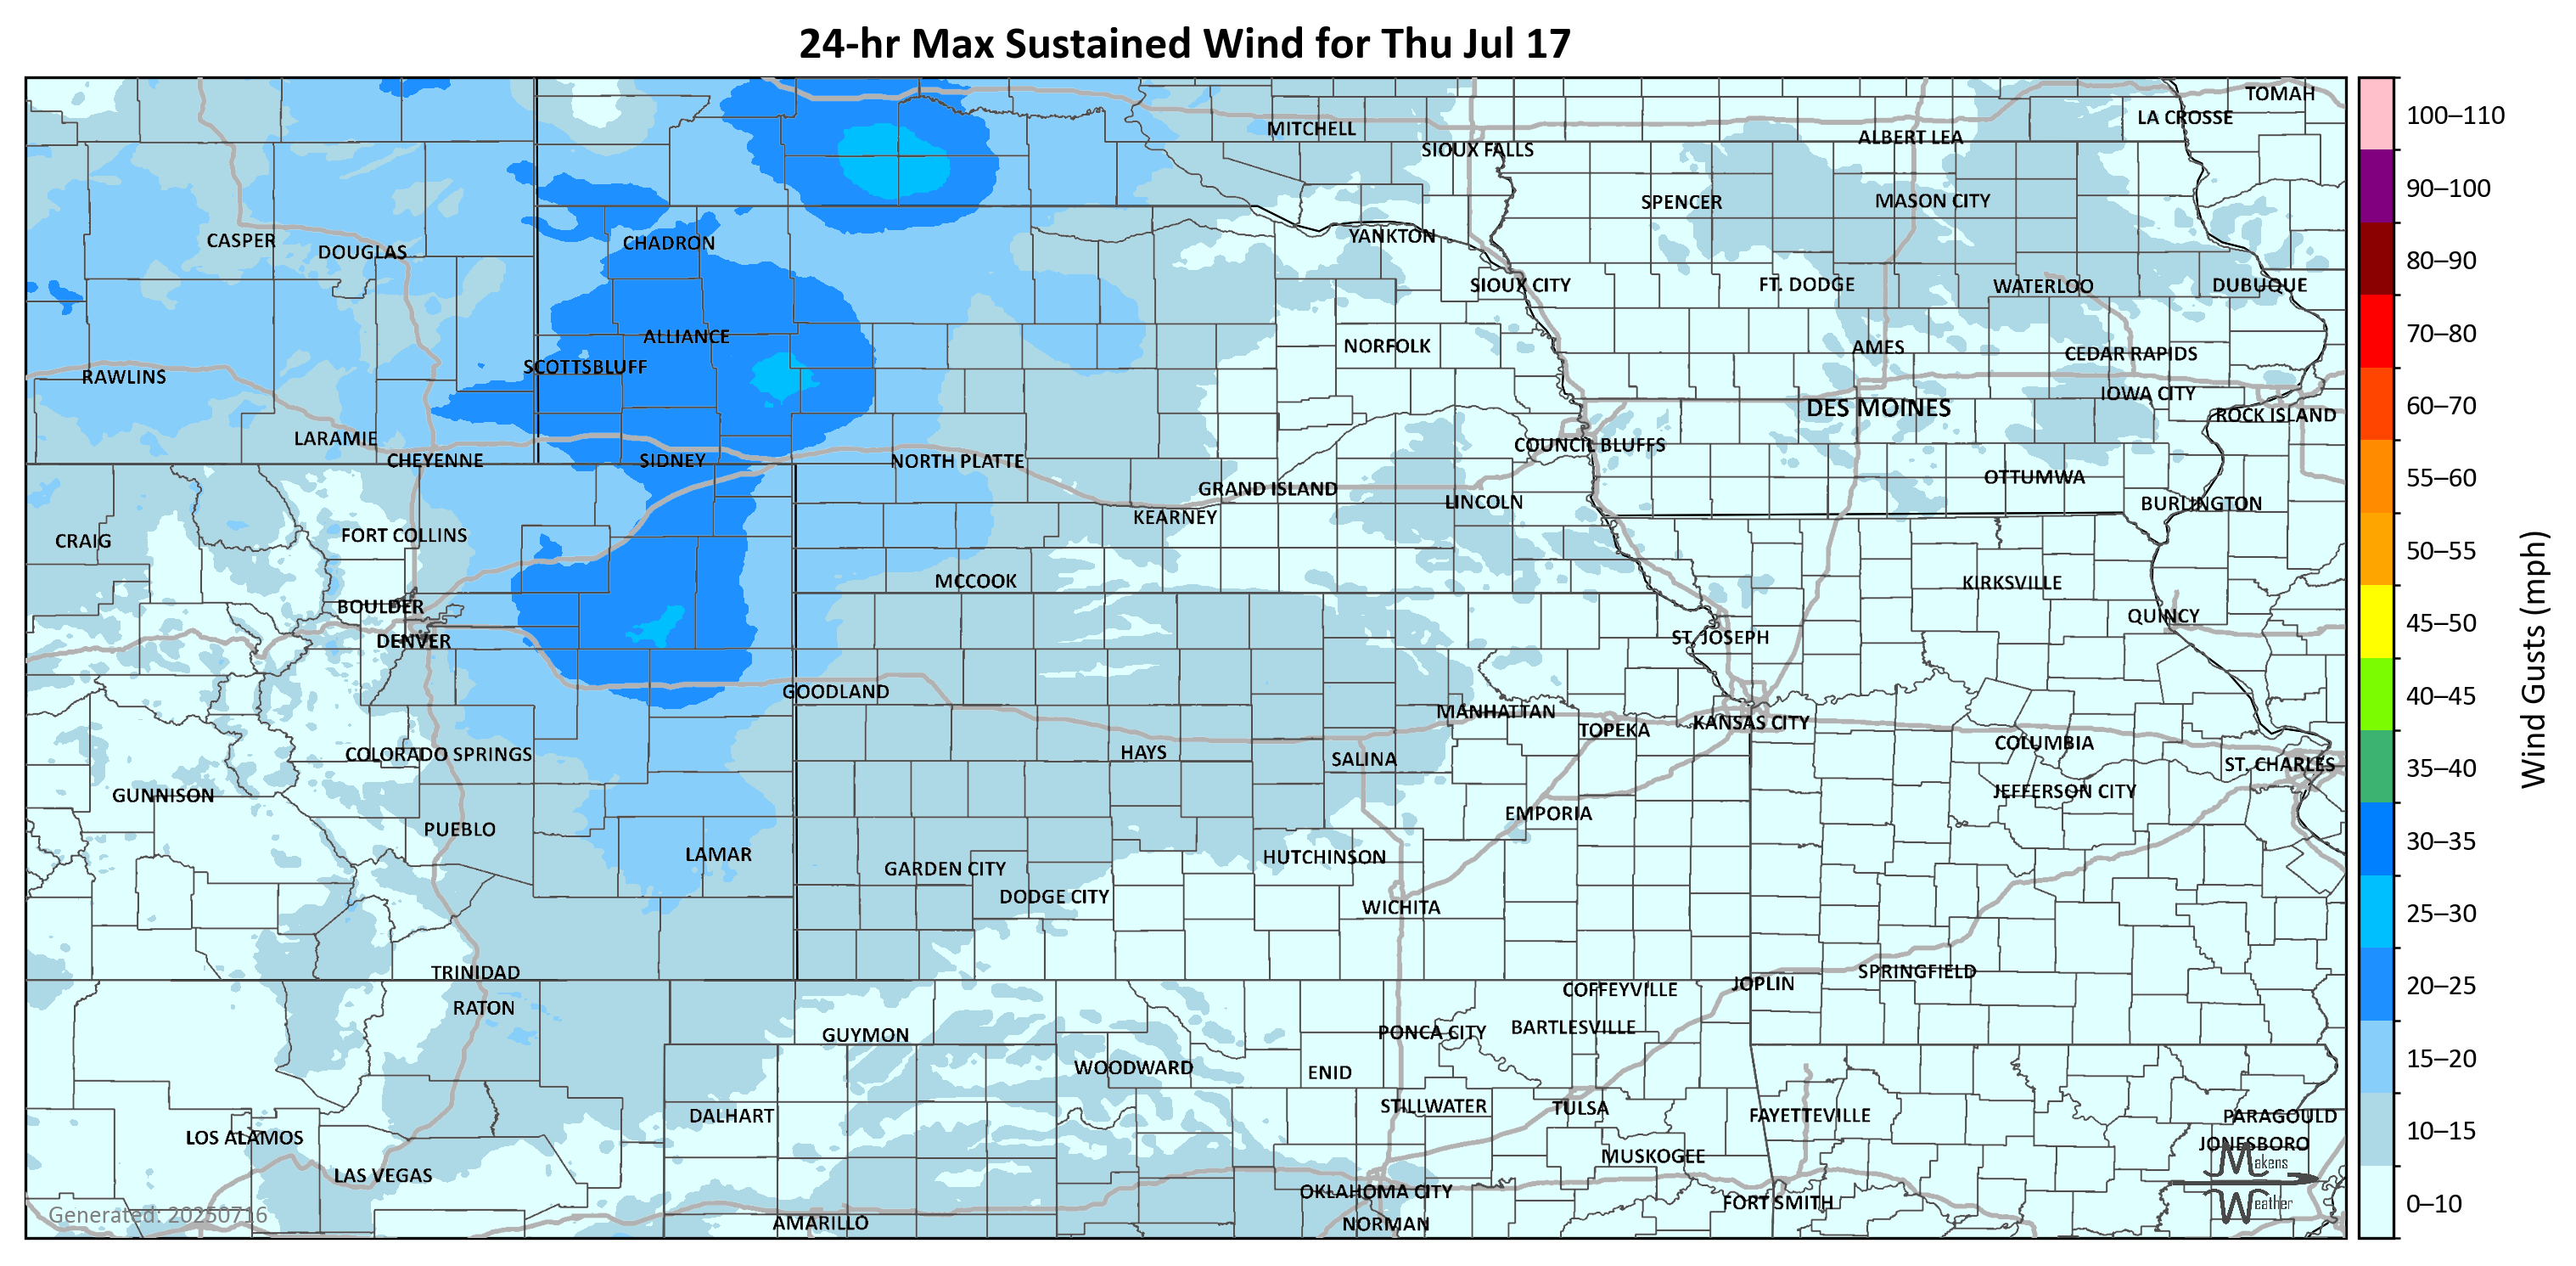 24-hr Max Sustained Wind for Thu Jul 17
TOMAH
LA CROSSE
MITCHELL
ALBERT LEA
SIOUX FALLS
SPENCER
MASON CITY
CASPER
CHADRON
YANKTON
DOUGLAS
SIOUX CITY
FT. DODGE
WATERLOO
DUBUQUE
ALLIANCE
NORFOLK
AMES
CEDAR RAPIDS
SCOTTSBLUFF
RAWLINS
IOWA CITY
DES MOINES
ROCK ISLAND
LARAMIE
COUNCIL BLUFFS
CHEYENNE
SIDNEY
NORTH PLATTE
OTTUMWA
GRAND ISLAND
LINCOLN
BURLINGTON
KEARNEY
FORT COLLINS
CRAIG
MCCOOK
KIRKSVILLE
BOULDER
QUINCY
DENVER
ST. JOSEPH
GOODLAND
MANHATTAN
KANSAS CITY
TOPEKA
COLUMBIA
COLORADO SPRINGS
HAYS
SALINA
ST. CHARLES
GUNNISON
JEFFERSON CITY
EMPORIA
PUEBLO
LAMAR
HUTCHINSON
GARDEN CITY
DODGE CITY
WICHITA
TRINIDAD
SPRINGFIELD
JOPLIN
COFFEYVILLE
RATON
GUYMON
PONCA CITY
BARTLESVILLE
WOODWARD
ENID
STILLWATER
TULSA
DALHART
FAYETTEVILLE
PARAGOULD
LOS ALAMOS
JONESBORO
MUSKOGEE
LAS VEGAS
OKLAHOMA CITY
FORT SMITH
AMARILLO
NORMAN
Generated: 20250716
Makens
Weather
100–110
90–100
80–90
70–80
60–70
55–60
50–55
45–50
40–45
35–40
30–35
25–30
20–25
15–20
10–15
0–10
Wind Gusts (mph)